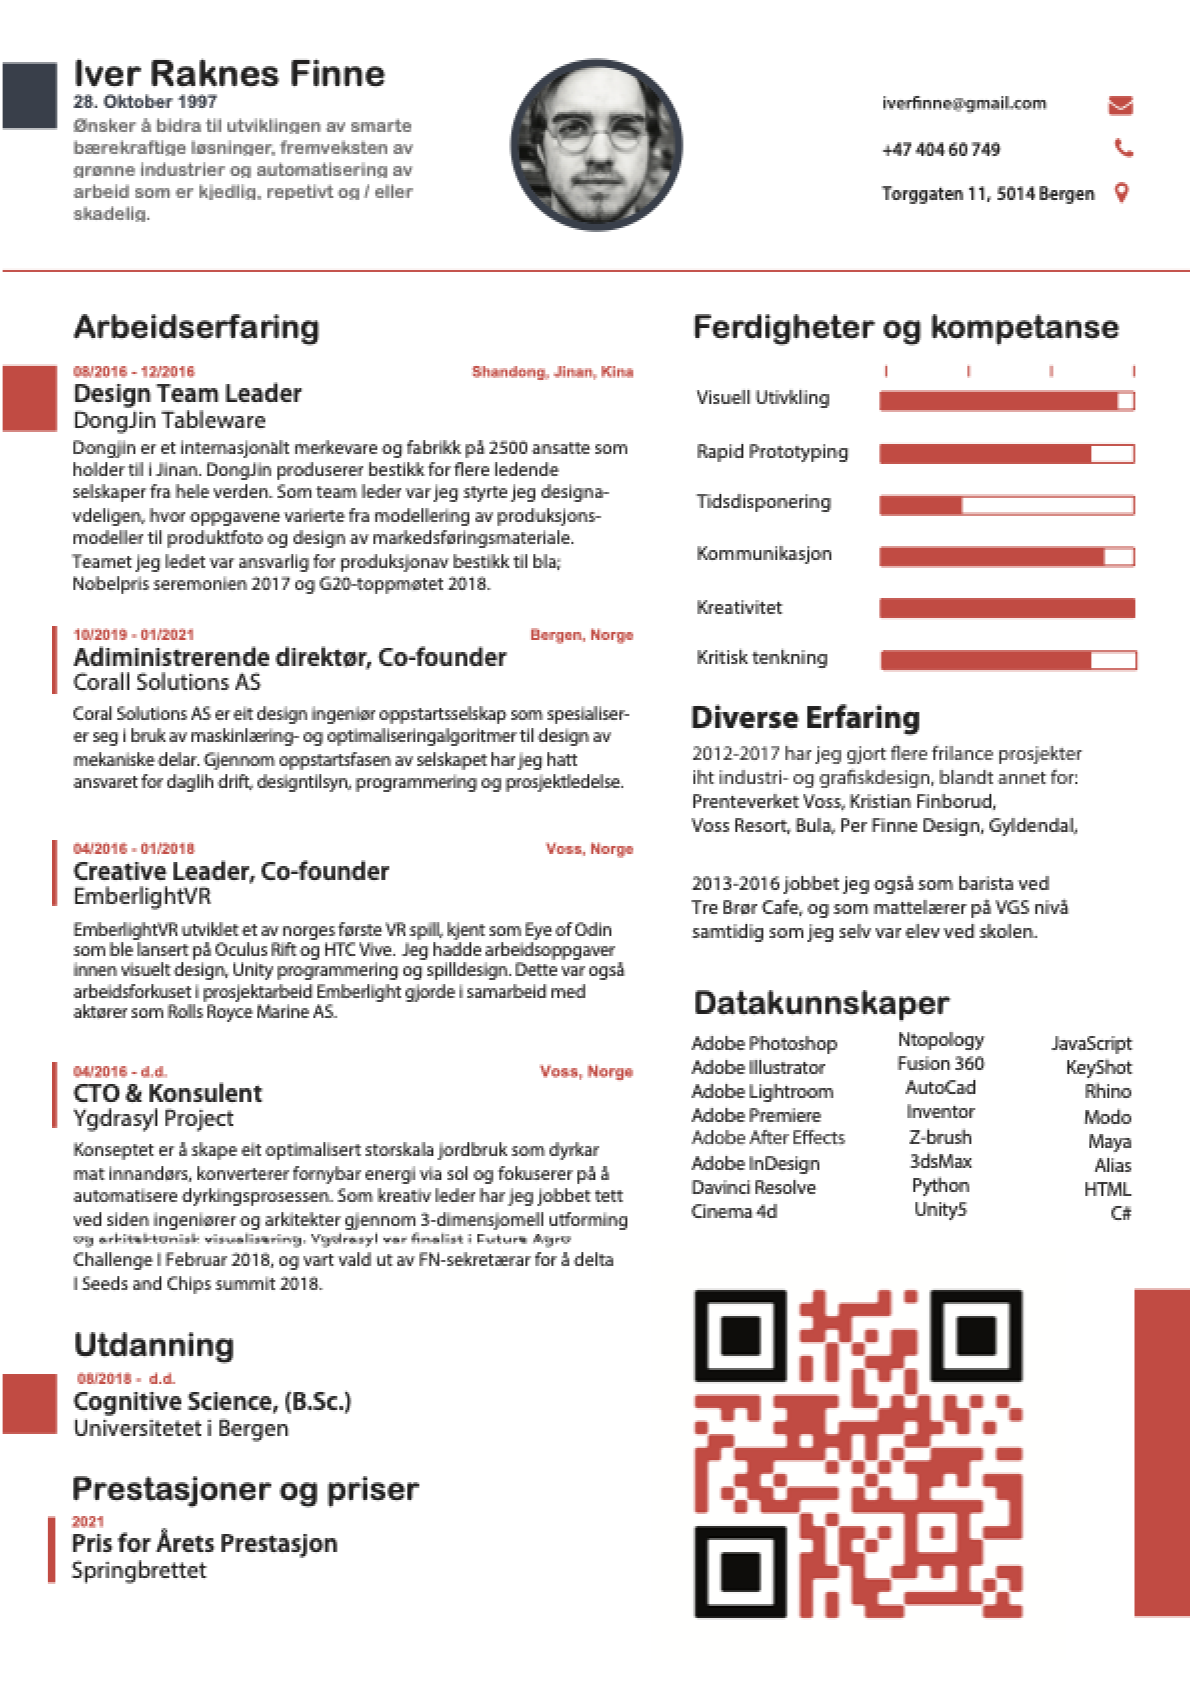 Iver Raknes Finne
28. Oktober 1997
Ønsker å bidra til utviklingen av smarte
bærekraftige løsninger, fremveksten av
grønne industrier og automatisering av
arbeid som er kjedlig, repetivt og / eller
skadelig.
iverfinne@gmail.com
+47 404 60 749
Torggaten 11, 5014 Bergen
Arbeidserfaring
08/2016 - 12/2016 Shandong, Jinan, Kina
Design Team Leader
DongJin Tableware
Dongjin er et internasjonalt merkevare og fabrikk på 2500 ansatte som
holder til i Jinan. DongJin produserer bestikk for flere ledende
selskaper fra hele verden. Som team leder var jeg styrte jeg designa-
vdeligen, hvor oppgavene varierte fra modellering av produksjons-
modeller til produktfoto og design av markedsføringsmateriale.
Teamet jeg ledet var ansvarlig for produksjonav bestikk til bla;
Nobelpris seremonien 2017 og G20-toppmøtet 2018.
10/2019 - 01/2021 Bergen, Norge
Adiministrerende direktør, Co-founder
Corall Solutions AS
Coral Solutions AS er eit design ingeniør oppstartsselskap som spesialiser-
er seg i bruk av maskinlæring- og optimaliseringalgoritmer til design av
mekaniske delar. Gjennom oppstartsfasen av selskapet har jeg hatt
ansvaret for daglih drift, designtilsyn, programmering og prosjektledelse.
04/2016 - 01/2018 Voss, Norge
Creative Leader, Co-founder
EmberlightVR
EmberlightVR utviklet et av norges første VR spill, kjent som Eye of Odin
som ble lansert på Oculus Rift og HTC Vive. Jeg hadde arbeidsoppgaver
innen visuelt design, Unity programmering og spilldesign. Dette var også
arbeidsforkuset i prosjektarbeid Emberlight gjorde i samarbeid med
aktører som Rolls Royce Marine AS.
04/2016 - d.d. Voss, Norge
CTO & Konsulent
Ygdrasyl Project
Konseptet er å skape eit optimalisert storskala jordbruk som dyrkar
mat innandørs, konverterer fornybar energi via sol og fokuserer på å
automatisere dyrkingsprosessen. Som kreativ leder har jeg jobbet tett
ved siden ingeniører og arkitekter gjennom 3-dimensjomell utforming
og arkitektonisk visualisering. Ygdrasyl var finalist i Future Agro
Challenge I Februar 2018, og vart vald ut av FN-sekretærar for å delta
I Seeds and Chips summit 2018.
Utdanning
08/2018 - d.d.
Cognitive Science, (B.Sc.)
Universitetet i Bergen
Prestasjoner og priser
2021
Pris for Årets Prestasjon
Springbrettet
Ferdigheter og kompetanse
Visuell Utivkling
Rapid Prototyping
Tidsdisponering
Kommunikasjon
Kreativitet
Kritisk tenkning
Diverse Erfaring
2012-2017 har jeg gjort flere frilance prosjekter
iht industri- og grafiskdesign, blandt annet for:
Prenteverket Voss, Kristian Finborud,
Voss Resort, Bula, Per Finne Design, Gyldendal,
2013-2016 jobbet jeg også som barista ved
Tre Brør Cafe, og som mattelærer på VGS nivå
samtidig som jeg selv var elev ved skolen.
Datakunnskaper
Adobe Photoshop
Adobe Illustrator
Adobe Lightroom
Adobe Premiere
Adobe After Effects
Adobe InDesign
Davinci Resolve
Cinema 4d
Ntopology
Fusion 360
AutoCad
Inventor
Z-brush
3dsMax
Python
Unity5
JavaScript
KeyShot
Rhino
Modo
Maya
Alias
HTML
C#